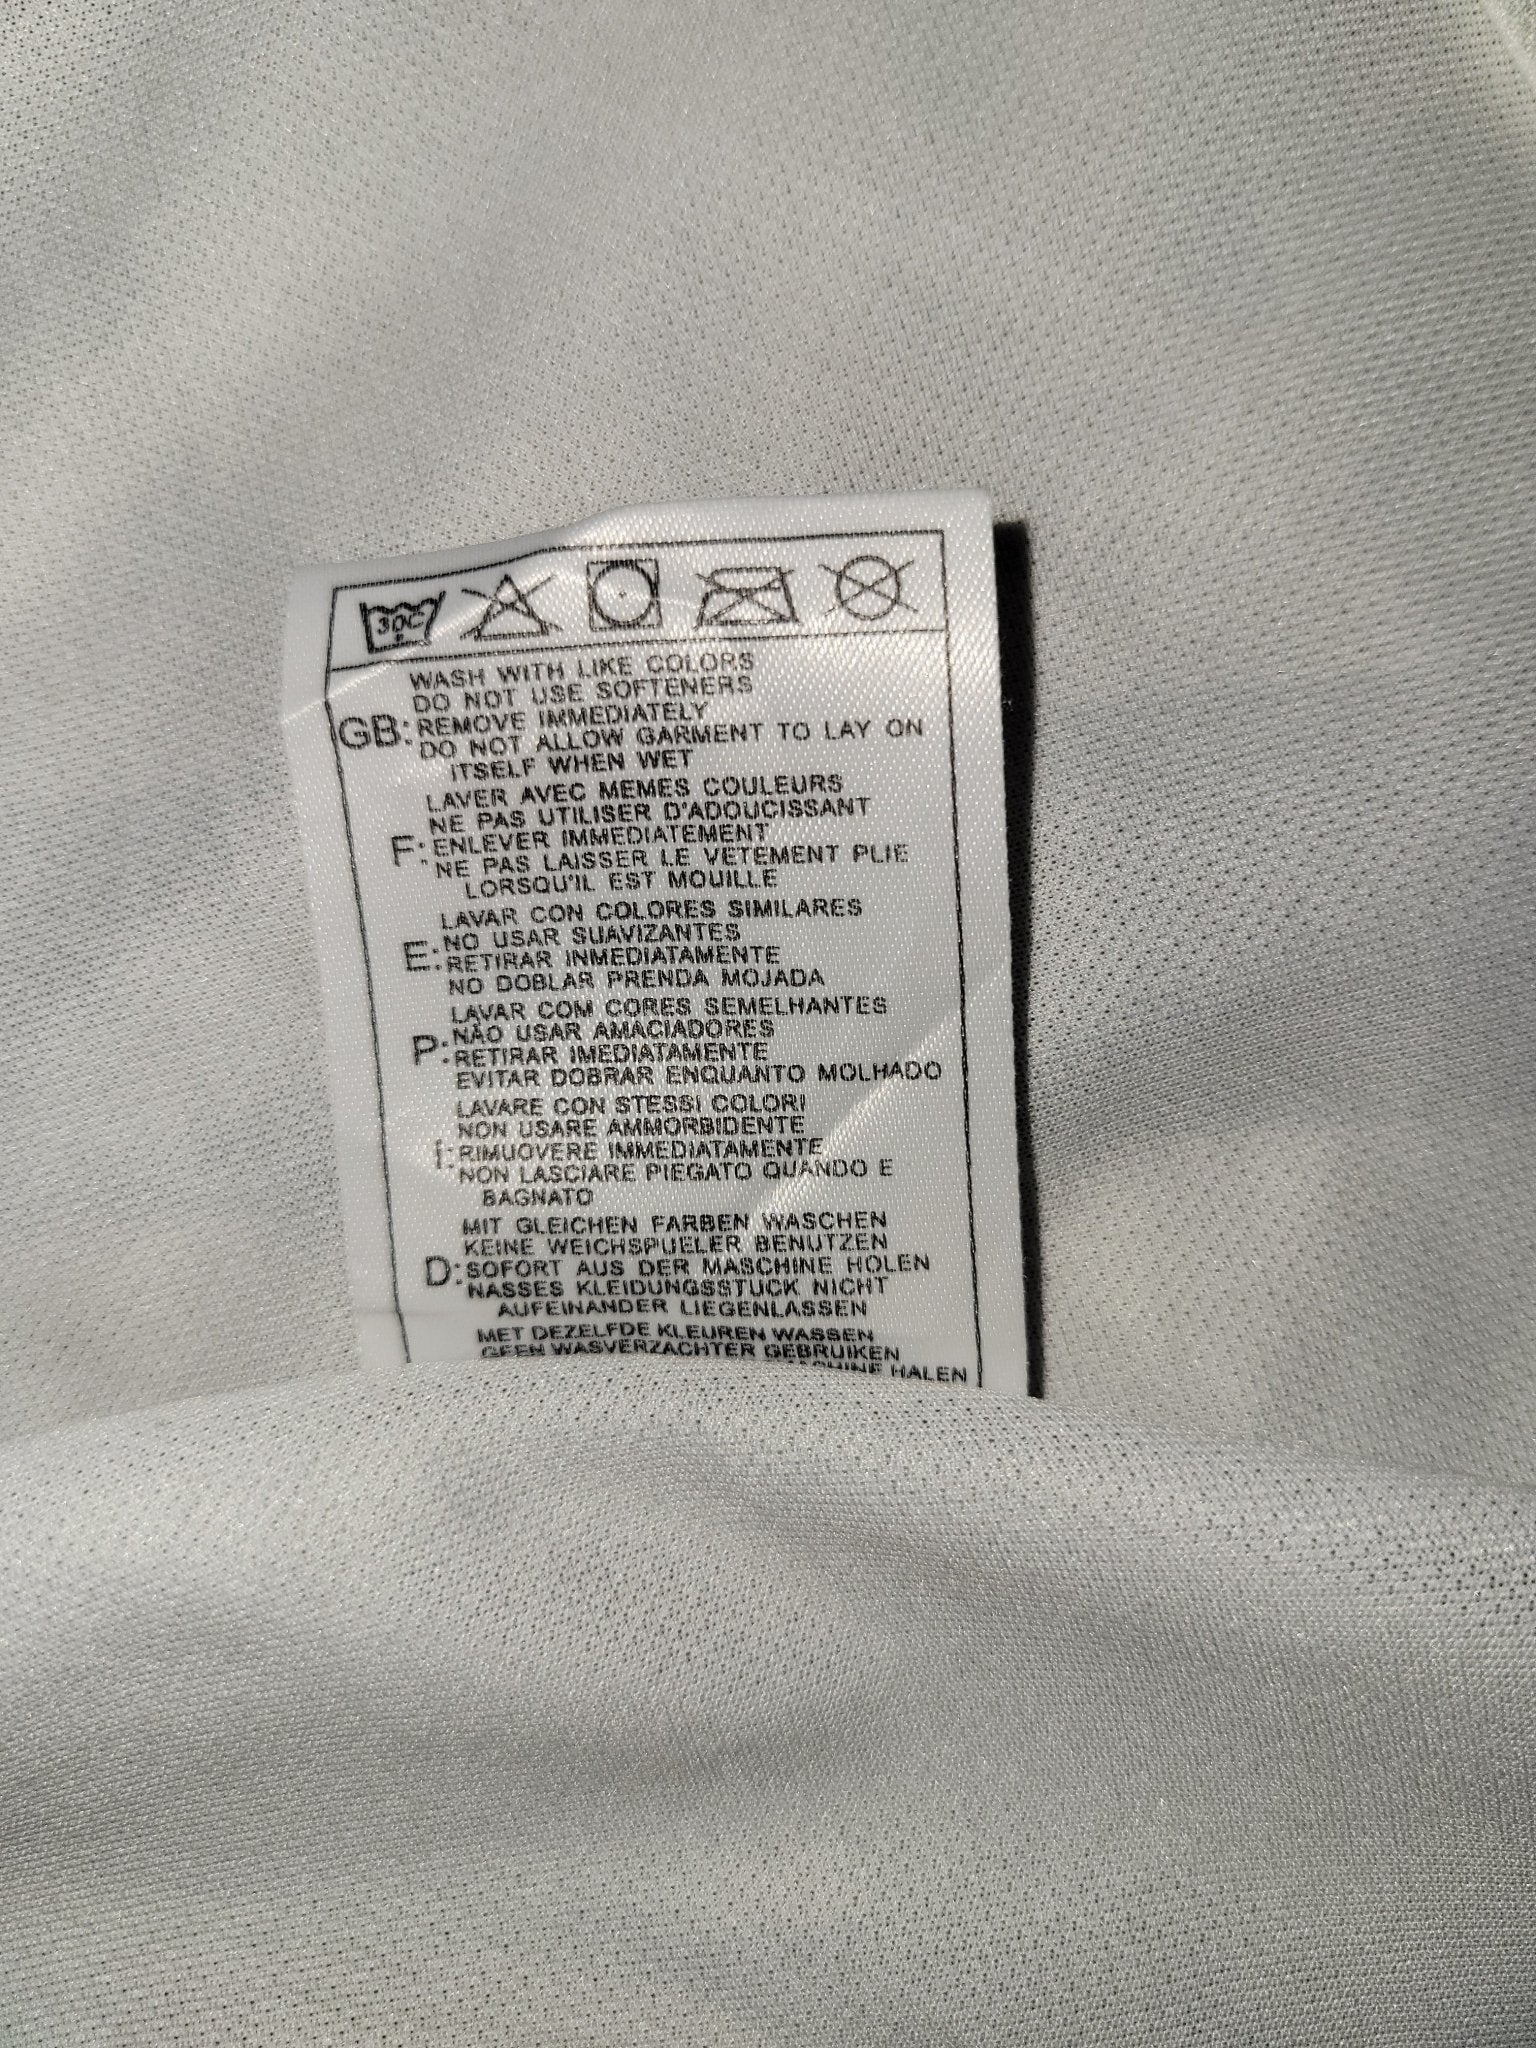 30C
WASH WITH LIKE COLORS
DO NOT USE SOFTENERS
GB: REMOVE IMMEDIATELY
DO NOT ALLOW GARMENT TO LAY ON
ITSELF WHEN WET
LAVER AVEC MEMES COULEURS
NE PAS UTILISER D'ADOUCISSANT
F: ENLEVER IMMEDIATEMENT
NE PAS LAISSER LE VETEMENT PLIE
LORSQU'IL EST MOUILLE
LAVAR CON COLORES SIMILARES
NO USAR SUAVIZANTES
E: RETIRAR INMEDIATAMENTE
NO DOBLAR PRENDA MOJADA
LAVAR COM CORES SEMELHANTES
NÃO USAR AMACIADORES
P: RETIRAR IMEDIATAMENTE
EVITAR DOBRAR ENQUANTO MOLHADO
LAVARE CON STESSI COLORI
NON USARE AMMORBIDENTE
I: RIMUOVERE IMMEDIATAMENTE
NON LASCIARE PIEGATO QUANDO E
BAGNATO
MIT GLEICHEN FARBEN WASCHEN
KEINE WEICHSPUELER BENUTZEN
D: SOFORT AUS DER MASCHINE HOLEN
NASSES KLEIDUNGSSTUCK NICHT
AUFEINANDER LIEGENLASSEN
MET DEZELFDE KLEUREN WASSEN
GEEN WASVERZACHTER GEBRUIKEN
HALEN